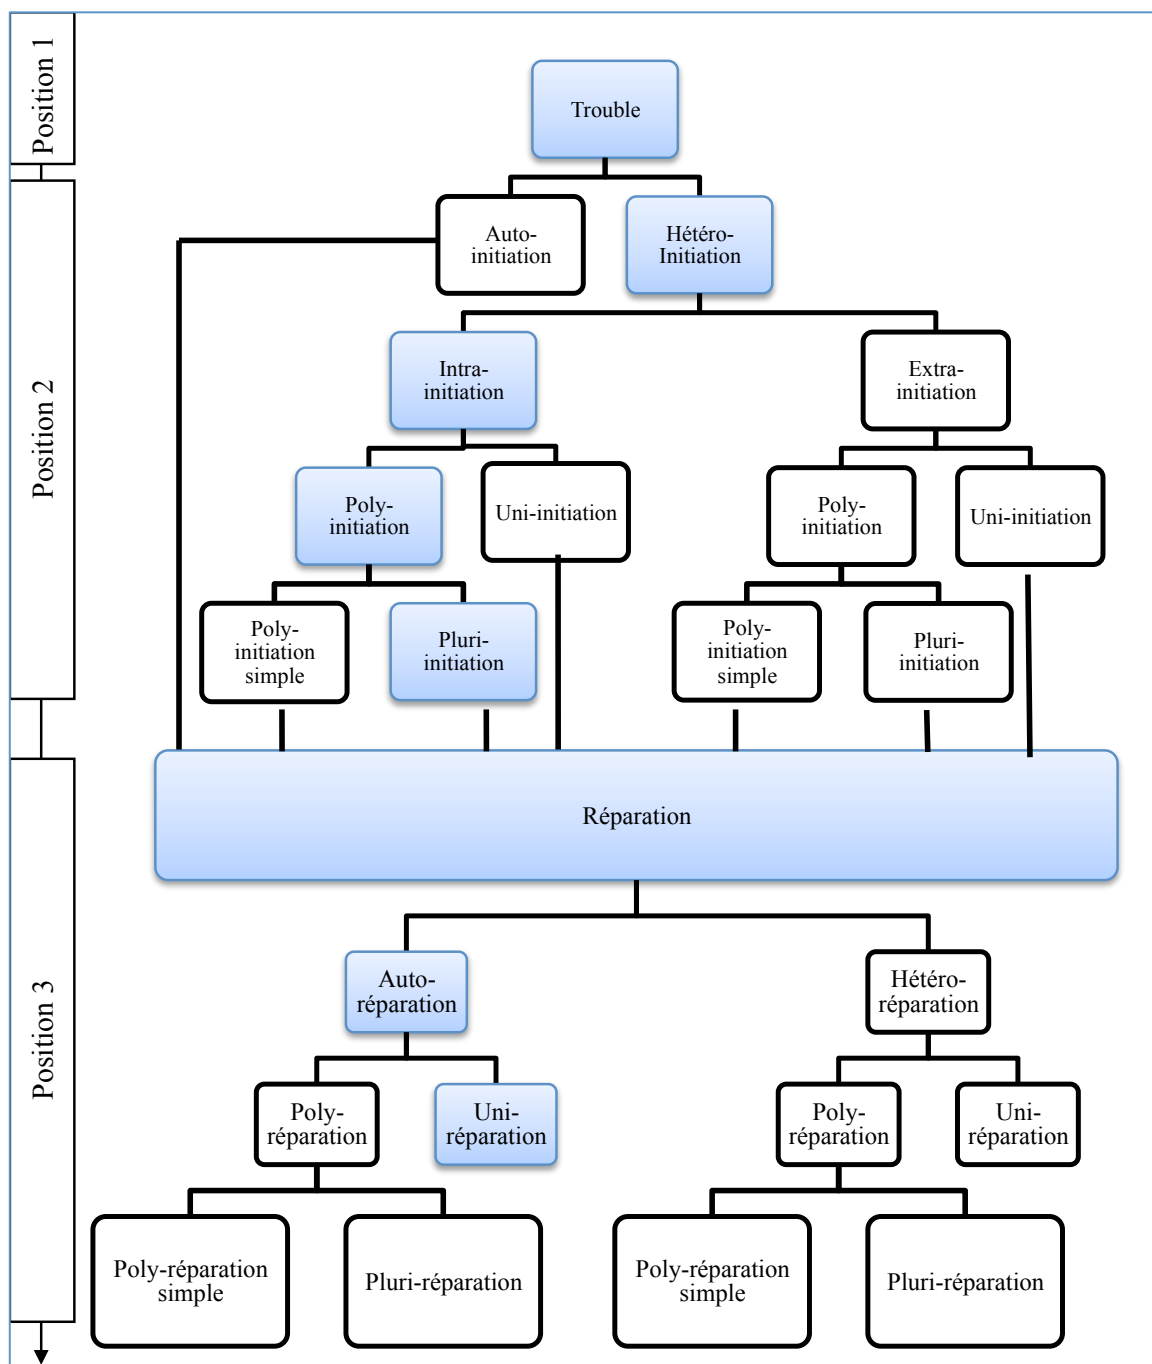 Position 1
Trouble
Position 2
Auto-
initiation
Hétéro-
Initiation
Intra-
initiation
Extra-
initiation
Poly-
initiation
Uni-initiation
Poly-
initiation
Uni-initiation
Poly-
initiation
simple
Pluri-
initiation
Poly-
initiation
simple
Pluri-
initiation
Position 3
Réparation
Auto-
réparation
Hétéro-
réparation
Poly-
réparation
Uni-
réparation
Poly-
réparation
Uni-
réparation
Poly-réparation
simple
Pluri-réparation
Poly-réparation
simple
Pluri-réparation